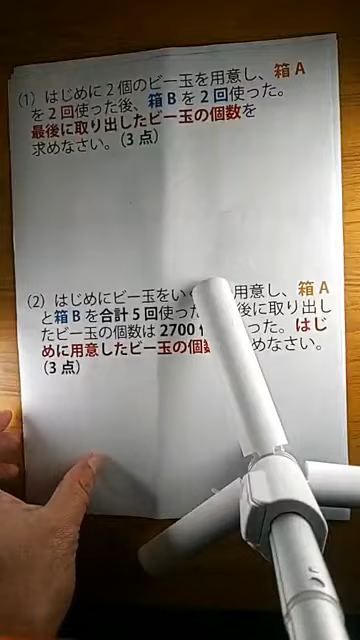 (1) はじめに2個のビー玉を用意し、箱A
を2回使った後、箱Bを2回使った。
最後に取り出したビー玉の個数を
求めなさい。(3点)
(2) はじめにビー玉をい 用意し、箱A
と箱Bを合計5回使っ 後に取り出し
たビー玉の個数は2700 った。はじ
めに用意したビー玉の個 めなさい。
(3点)